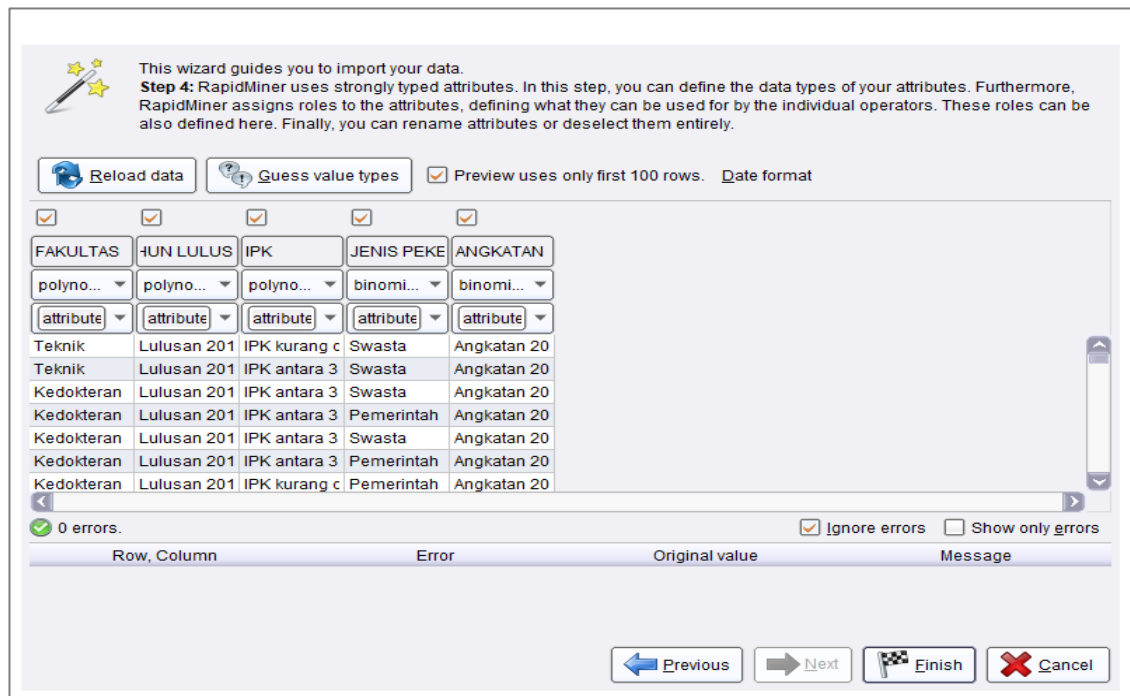 This wizard guides you to import your data.
Step 4: RapidMiner uses strongly typed attributes. In this step, you can define the data types of your attributes. Furthermore,
RapidMiner assigns roles to the attributes, defining what they can be used for by the individual operators. These roles can be
also defined here. Finally, you can rename attributes or deselect them entirely.
Reload data Guess value types Preview uses only first 100 rows. Date format
FAKULTAS HUN LULUS IPK JENIS PEKE ANGKATAN
polyno... polyno... polyno... binomi... binomi...
attribute attribute attribute attribute attribute
Teknik Lulusan 201 IPK kurang c Swasta Angkatan 20
Teknik Lulusan 201 IPK antara 3 Swasta Angkatan 20
Kedokteran Lulusan 201 IPK antara 3 Swasta Angkatan 20
Kedokteran Lulusan 201 IPK antara 3 Pemerintah Angkatan 20
Kedokteran Lulusan 201 IPK antara 3 Swasta Angkatan 20
Kedokteran Lulusan 201 IPK antara 3 Pemerintah Angkatan 20
Kedokteran Lulusan 201 IPK kurang c Pemerintah Angkatan 20
0 errors. Ignore errors Show only errors
Row, Column Error Original value Message
Previous Next Finish Cancel